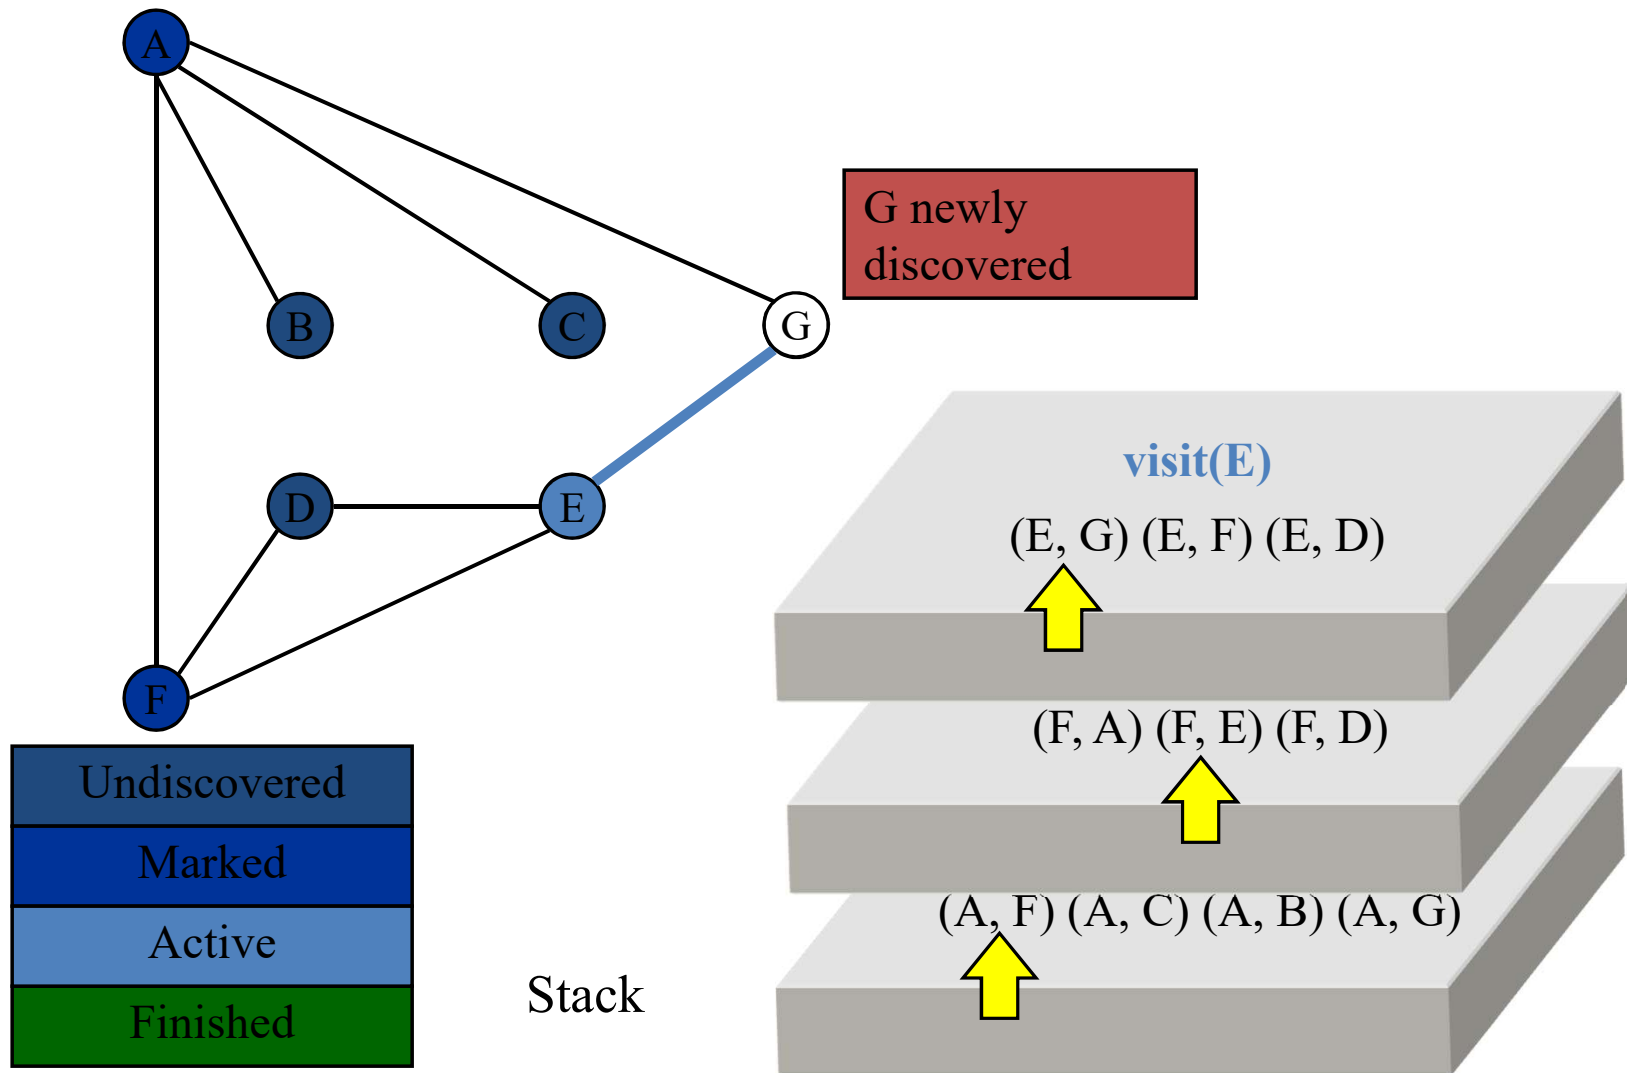 A
G newly
discovered
B
C
G
visit(E)
D
E
(E, G) (E, F) (E, D)
F
(F, A) (F, E) (F, D)
Undiscovered
Marked
(A, F) (A, C) (A, B) (A, G)
Active
Stack
Finished